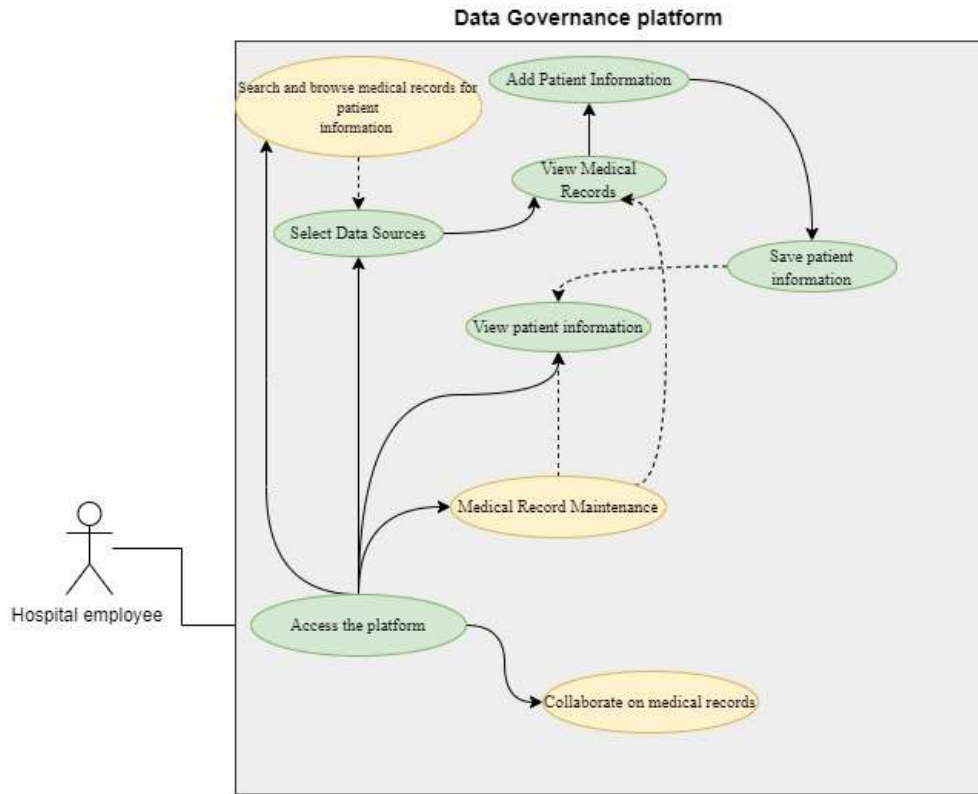 Data Governance platform
Search and browse medical records for
patient
information
Add Patient Information
View Medical
Records
Select Data Sources
Save patient
information
View patient information
Medical Record Maintenance
Hospital employee
Access the platform
Collaborate on medical records